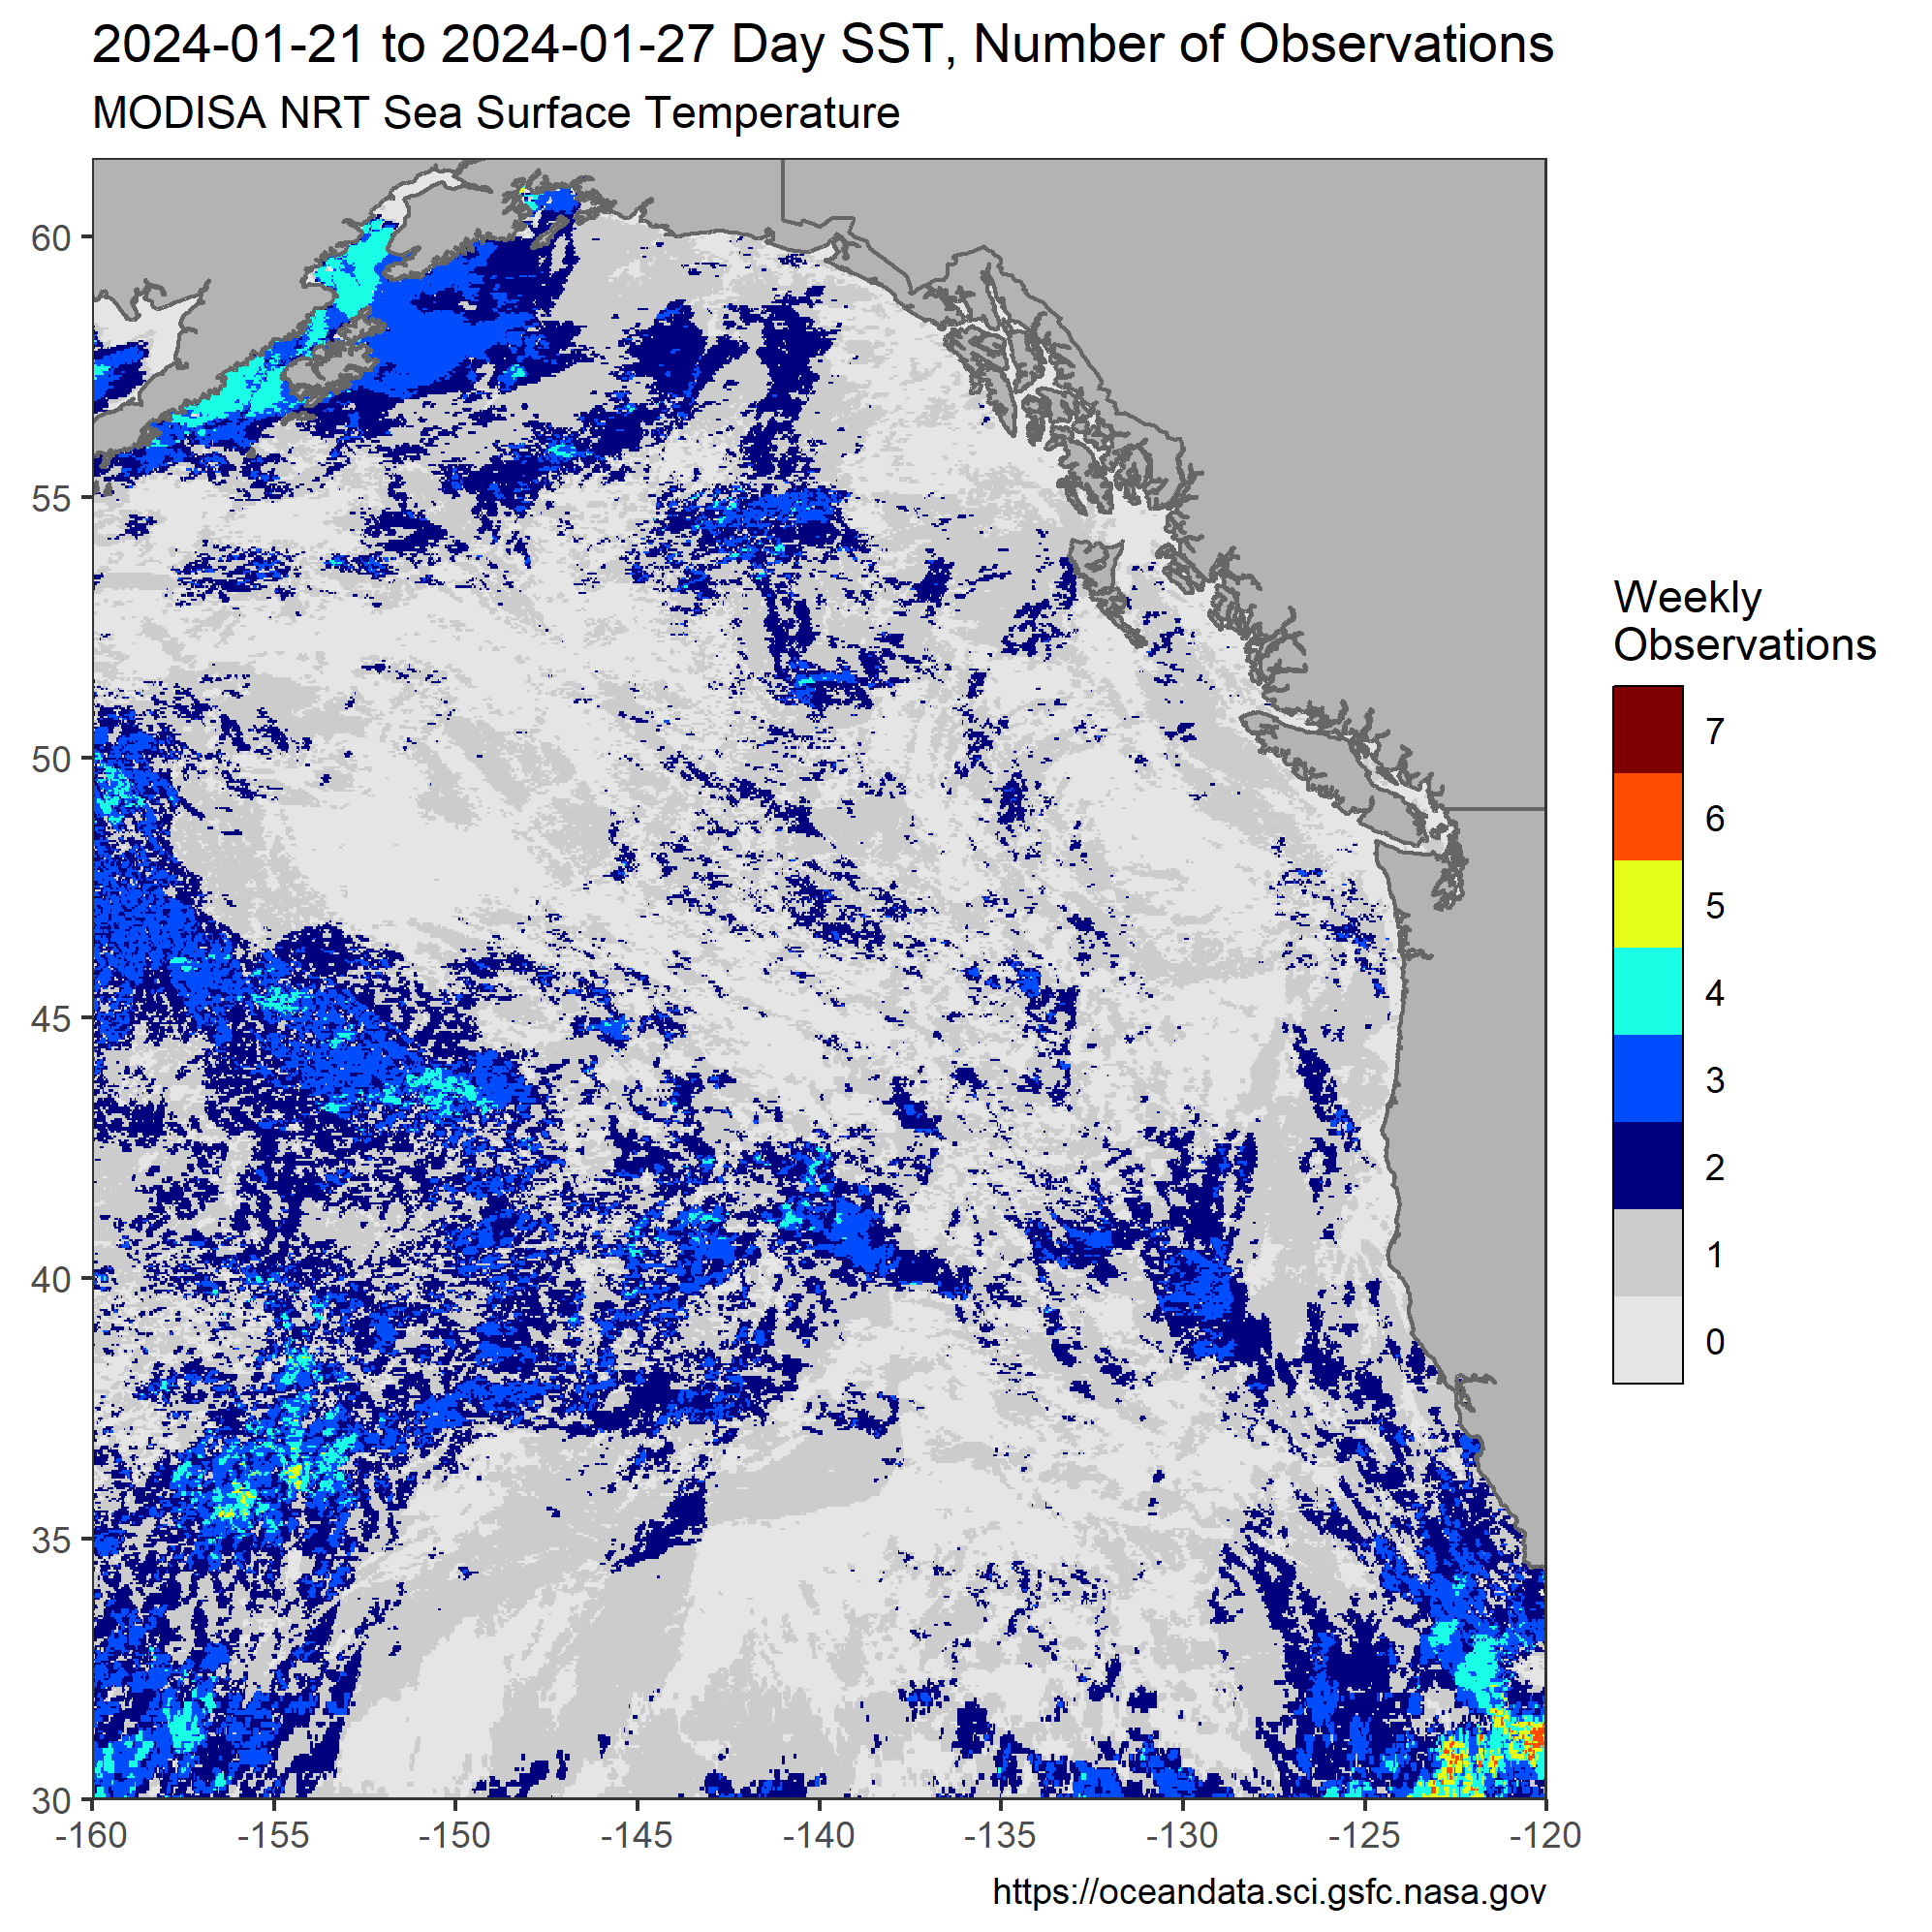 2024-01-21 to 2024-01-27 Day SST, Number of Observations
MODISA NRT Sea Surface Temperature
60
55
50
45
40
35
30
-160 -155 -150 -145 -140 -135 -130 -125 -120
Weekly
Observations
7
6
5
4
3
2
1
0
https://oceandata.sci.gsfc.nasa.gov